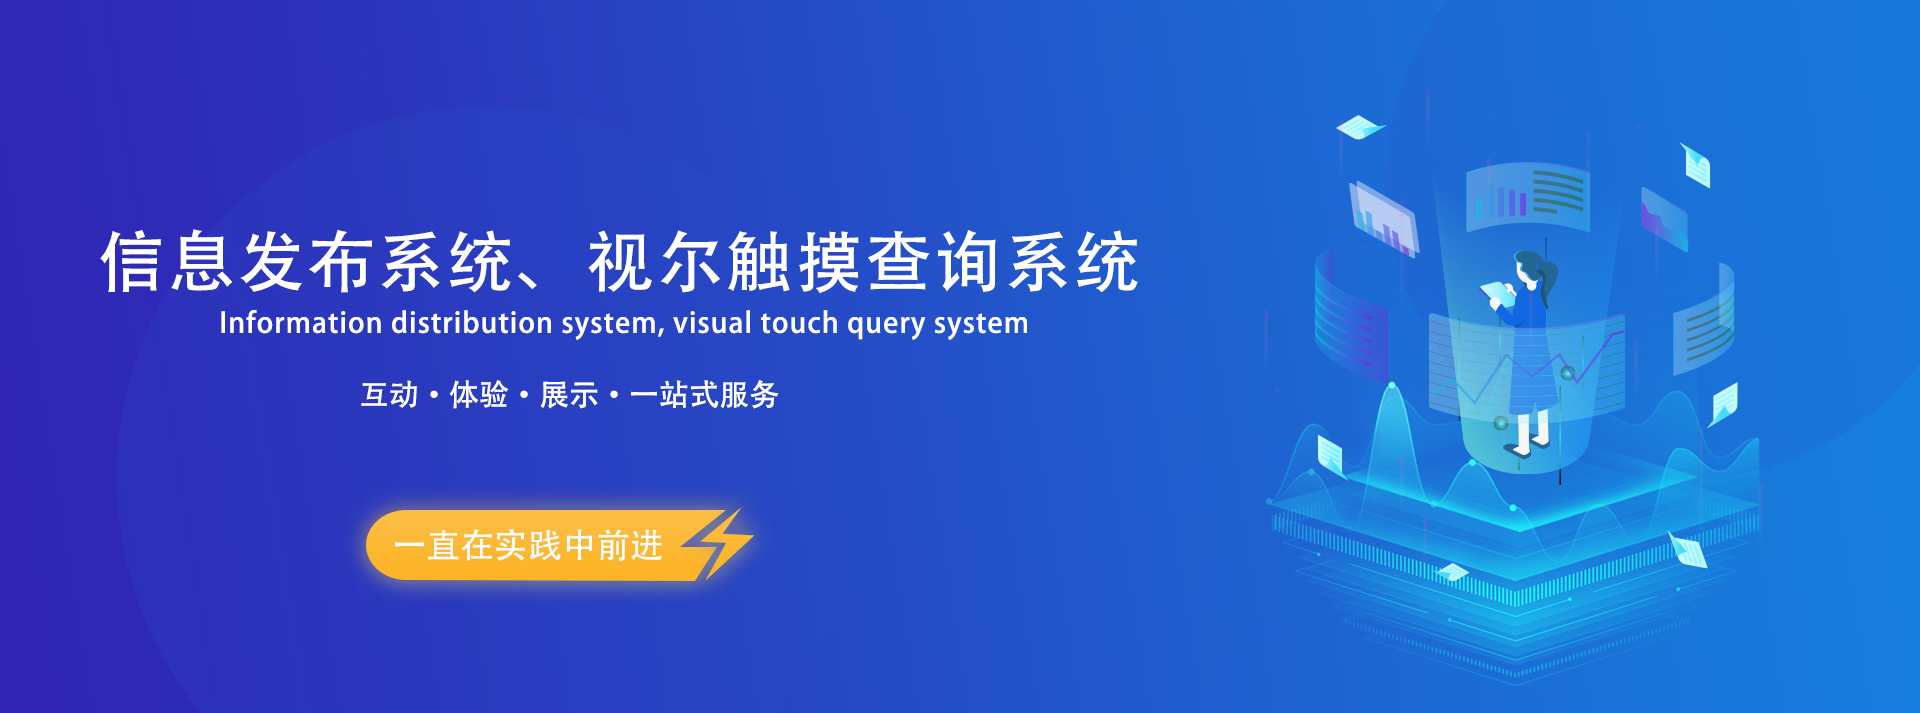 信息发布系统、视尔触摸查询系统
Information distribution system, visual touch query system
互动·体验·展示·一站式服务
一直在实践中前进